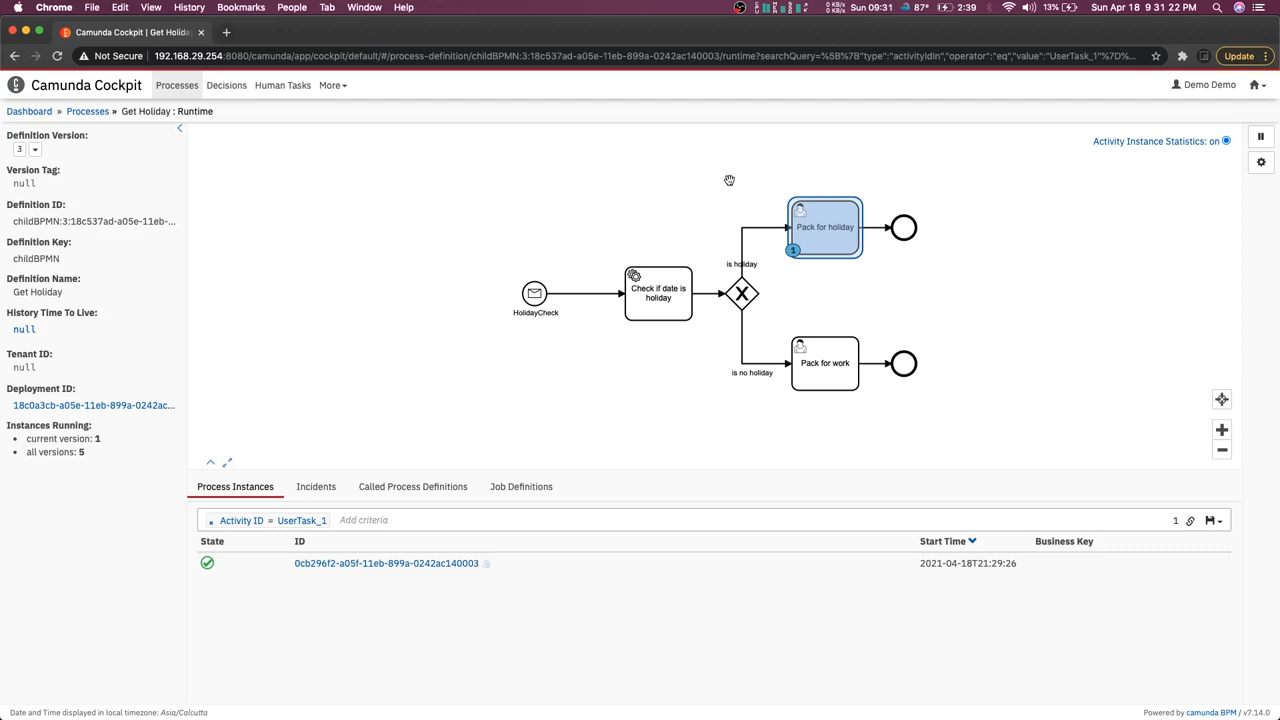 Chrome File Edit View History Bookmarks People Tab Window Help
0 KB/s
0 KB/s
09:31 87° 2:39 13% Sun Apr 18 9:31:22 PM
Camunda Cockpit | Get Holiday
Not Secure 192.168.29.254:8080/camunda/app/cockpit/default/#/process-definition/childBPMN:3:18c537ad-a05e-11eb-899a-0242ac140003/runtime?searchQuery=%5B%7B"type":"activityIdIn","operator":"eq","value":"UserTask_1"%7D%... Update
Camunda Cockpit Processes Decisions Human Tasks More Demo Demo
Dashboard » Processes » Get Holiday : Runtime
Definition Version:
3
Version Tag:
null
Definition ID:
childBPMN:3:18c537ad-a05e-11eb-...
Definition Key:
childBPMN
Definition Name:
Get Holiday
History Time To Live:
null
Tenant ID:
null
Deployment ID:
18c0a3cb-a05e-11eb-899a-0242ac...
Instances Running:
current version: 1
all versions: 5
Activity Instance Statistics: on
Pack for holiday
1
is holiday
Check if date is
holiday
X
HolidayCheck
Pack for work
is no holiday
Process Instances Incidents Called Process Definitions Job Definitions
Activity ID = UserTask_1 Add criteria 1
State ID Start Time Business Key
0cb296f2-a05f-11eb-899a-0242ac140003 2021-04-18T21:29:26
Date and Time displayed in local timezone: Asia/Calcutta Powered by camunda BPM / v7.14.0